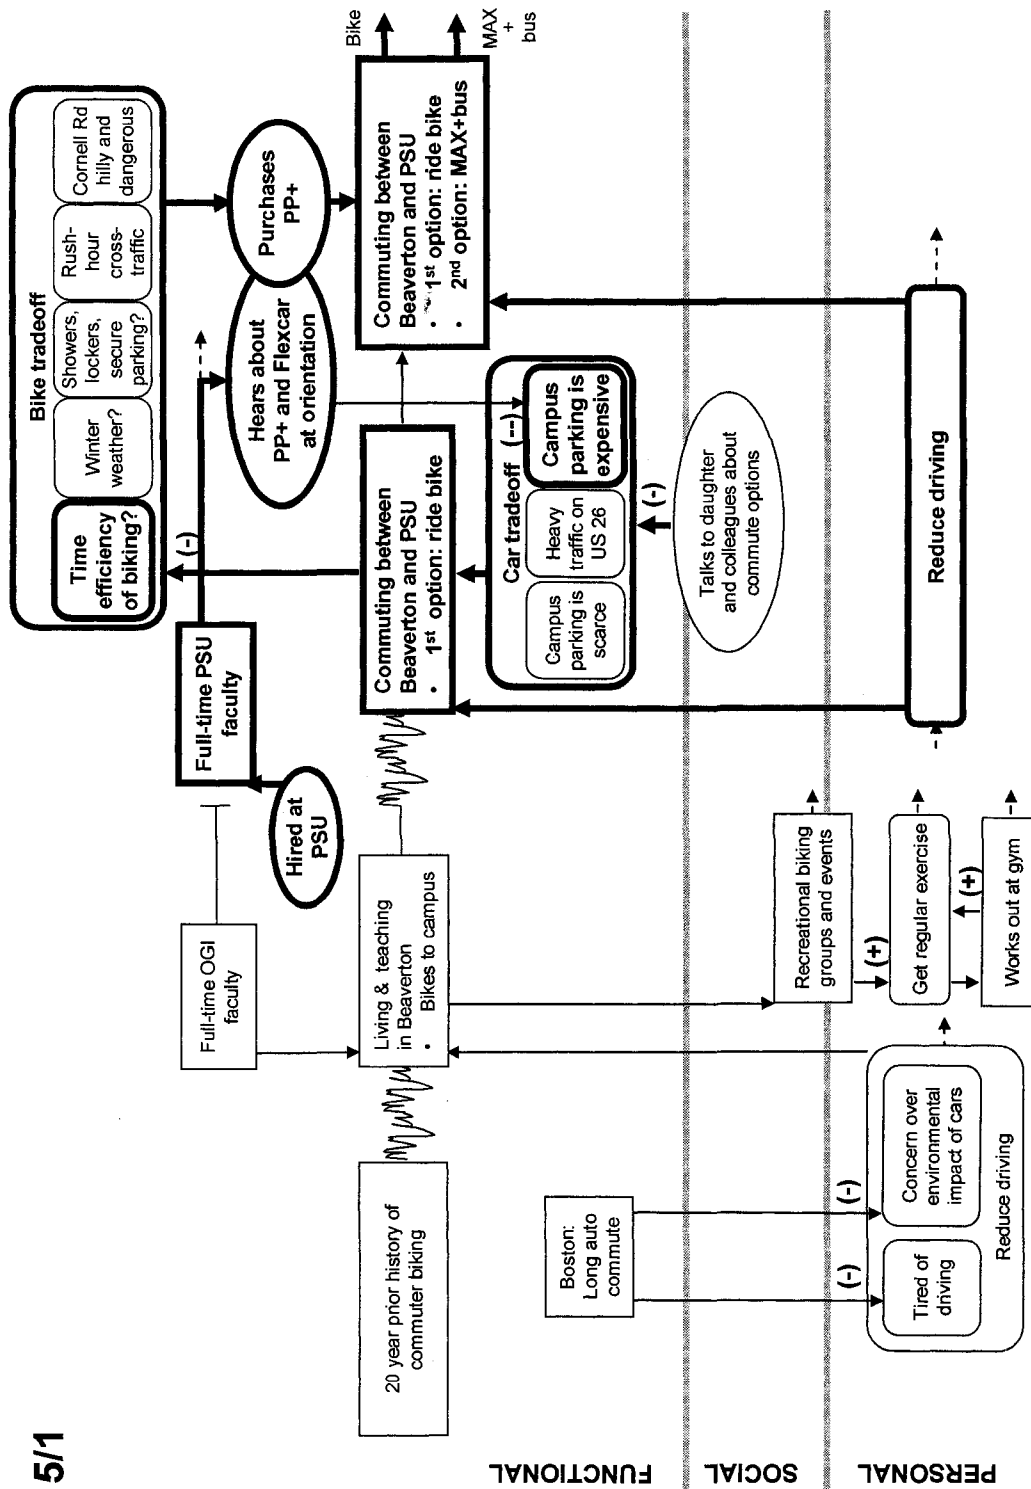 5/1
Bike tradeoff
Time
efficiency
of biking?
Winter
weather?
Showers,
lockers,
secure
parking?
Rush-
hour
cross-
traffic
Cornell Rd
hilly and
dangerous
(-)
Full-time OGI
faculty
Full-time PSU
faculty
Hired at
PSU
Hears about
PP+ and Flexcar
at orientation
Purchases
PP+
20 year prior history of
commuter biking
Living & teaching
in Beaverton
• Bikes to campus
Commuting between
Beaverton and PSU
• 1st option: ride bike
Commuting between
Beaverton and PSU
• 1st option: ride bike
• 2nd option: MAX+bus
Bike
MAX
+
bus
Boston:
Long auto
commute
Car tradeoff
(--)
Campus
parking is
scarce
Heavy
traffic on
US 26
Campus
parking is
expensive
(-)
Talks to daughter
and colleagues about
commute options
FUNCTIONAL
SOCIAL
PERSONAL
Recreational biking
groups and events
(+)
Get regular exercise
(+)
Works out at gym
(-)
(-)
Tired of
driving
Concern over
environmental
impact of cars
Reduce driving
Reduce driving